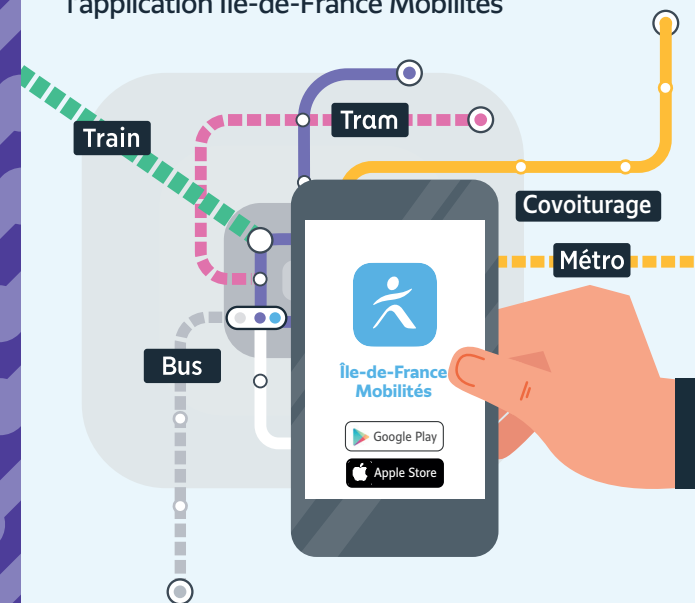 l'application Île-de-France Mobilités
Tram
Train
Covoiturage
Métro
Bus
Île-de-France
Mobilités
Google Play
Apple Store